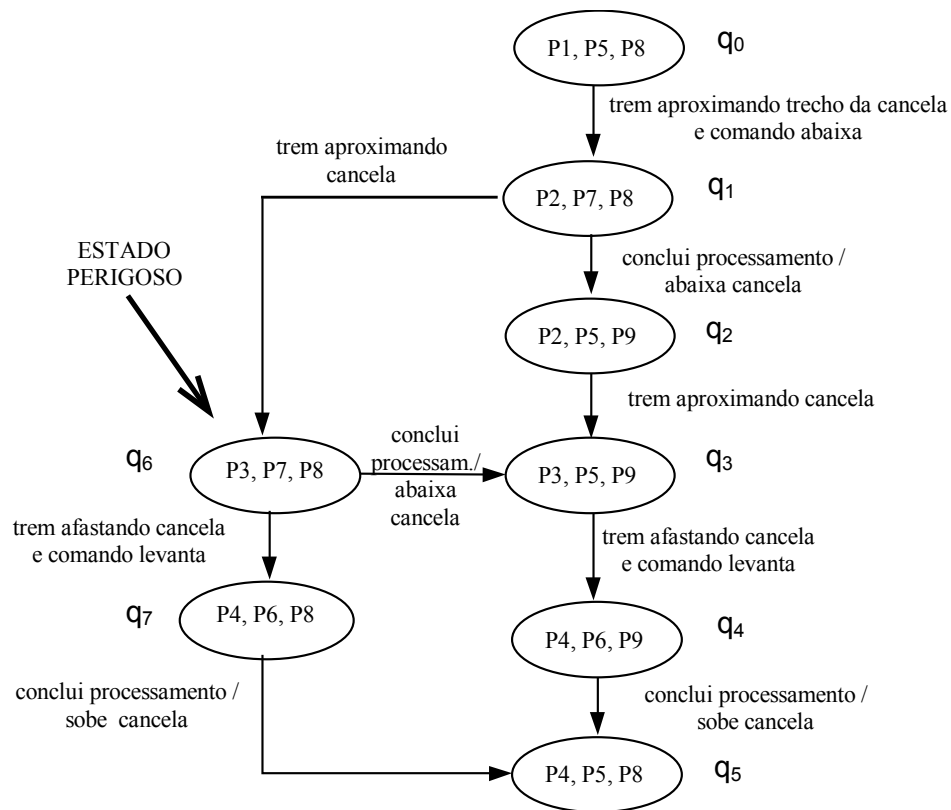 P1, P5, P8
q0
trem aproximando trecho da cancela
e comando abaixa
trem aproximando
cancela
P2, P7, P8
q1
ESTADO
PERIGOSO
conclui processamento /
abaixa cancela
P2, P5, P9
q2
trem aproximando cancela
q6
P3, P7, P8
conclui
processam./
abaixa
cancela
P3, P5, P9
q3
trem afastando cancela
e comando levanta
trem afastando cancela
e comando levanta
q7
P4, P6, P8
P4, P6, P9
q4
conclui processamento /
sobe cancela
conclui processamento /
sobe cancela
P4, P5, P8
q5